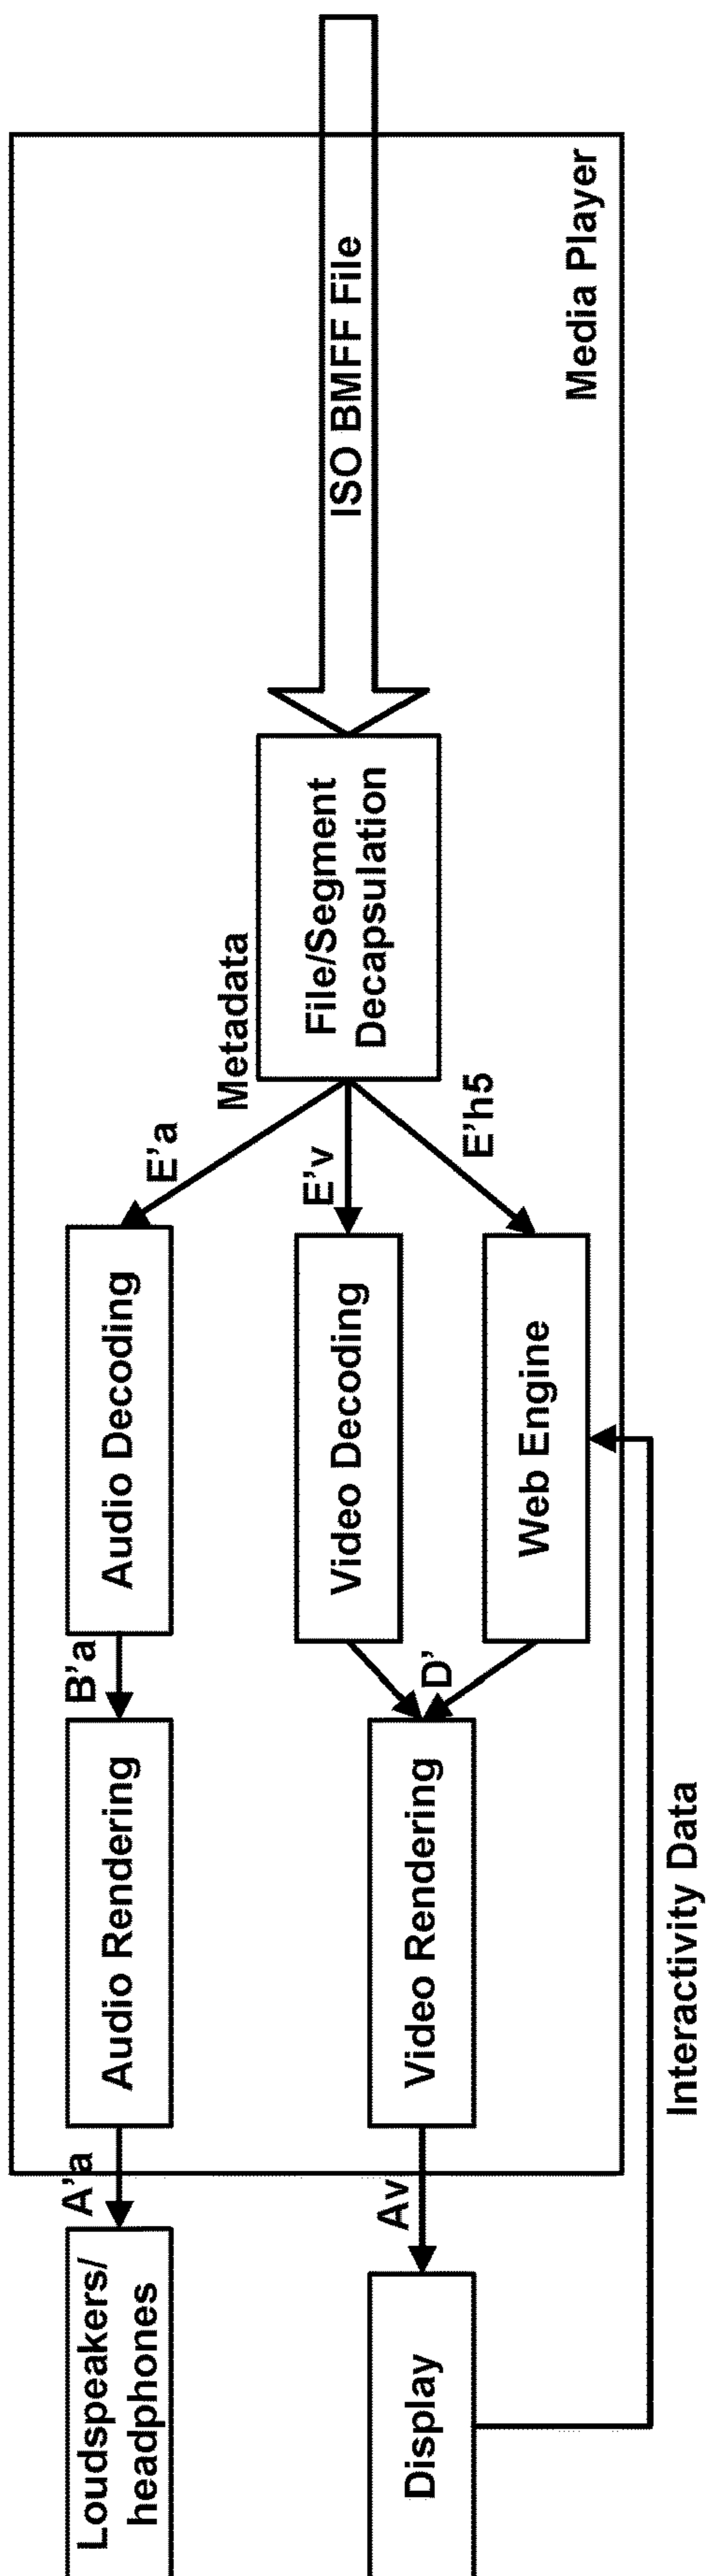 Loudspeakers/
headphones
A'a
Audio Rendering
B'a
Audio Decoding
E'a
Metadata
Display
Av
Video Rendering
D'
Video Decoding
E'v
File/Segment
Decapsulation
ISO BMFF File
Web Engine
E'h5
Media Player
Interactivity Data